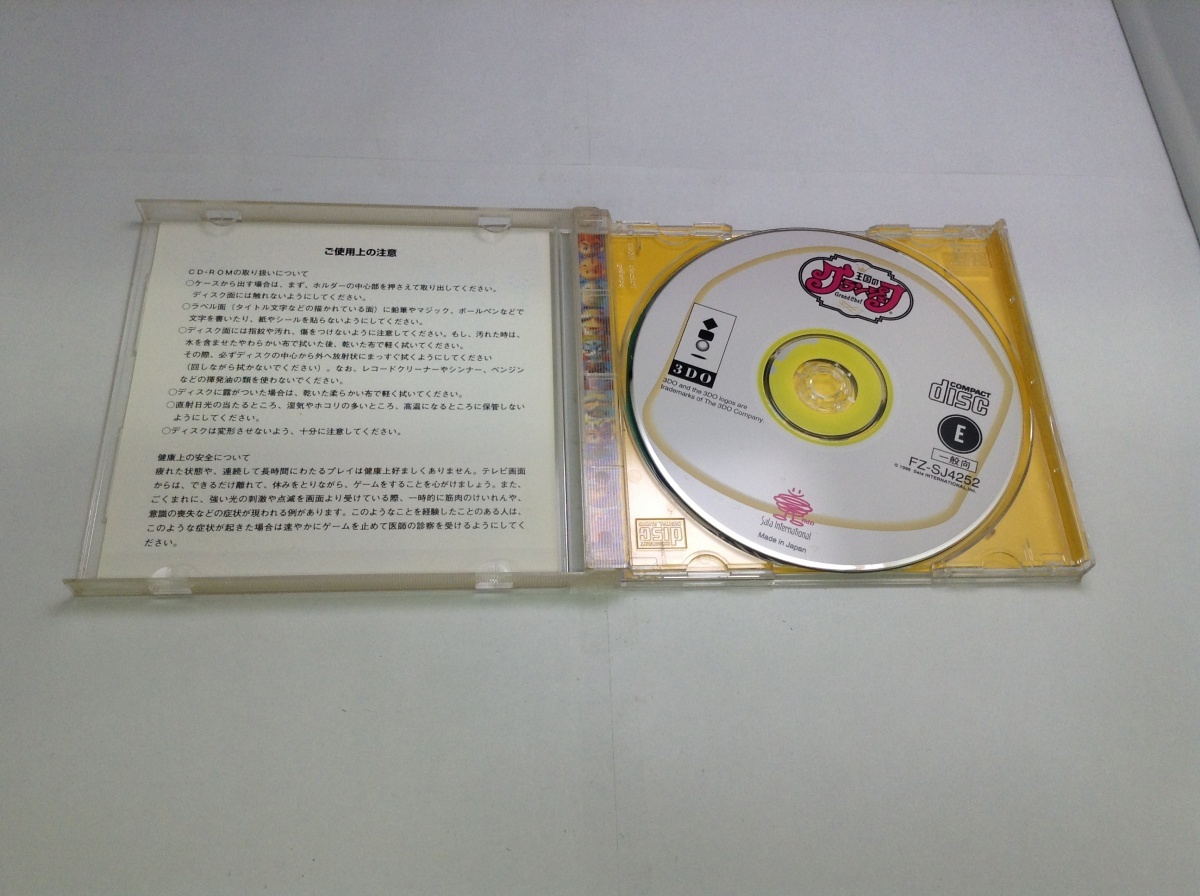 ご使用上の注意
CD-ROMの取り扱いについて
○ケースから出す場合は、まず、ホルダーの中心部を押さえて取り出してください。
ディスク面には触れないようにしてください。
○ラベル面（タイトル文字などの描かれている面）に鉛筆やマジック、ボールペンなどで
文字を書いたり、紙やシールを貼らないようにしてください。
○ディスク面には指紋や汚れ、傷をつけないように注意してください。もし、汚れた時は、
水を含ませたやわらかい布で拭いた後、乾いた布で軽く拭いてください。
その際、必ずディスクの中心から外へ放射状にまっすぐ拭くようにしてください
（回しながら拭かないでください）。なお、レコードクリーナーやシンナー、ベンジン
などの揮発油の類を使わないでください。
○ディスクに露がついた場合は、乾いた柔らかい布で軽く拭いてください。
○直射日光の当たるところ、湿気やホコリの多いところ、高温になるところに保管しない
ようにしてください。
○ディスクは変形させないよう、十分に注意してください。
健康上の安全について
疲れた状態や、連続して長時間にわたるプレイは健康上好ましくありません。テレビ画面
からは、できるだけ離れて、休みをとりながら、ゲームをすることを心がけましょう。また、
ごくまれに、強い光の刺激や点滅を画面より受けている際、一時的に筋肉のけいれんや、
意識の喪失などの症状が現われる例があります。このようなことを経験したことのある人は、
このような症状が起きた場合は速やかにゲームを止めて医師の診察を受けるようにしてく
ださい。
王国の
グランシェフ
Grand Chef
3DO
3DO and the 3DO logos are
trademarks of The 3DO Company
COMPACT
disc
E
一般向
FZ-SJ4252
Sala International
Made in Japan